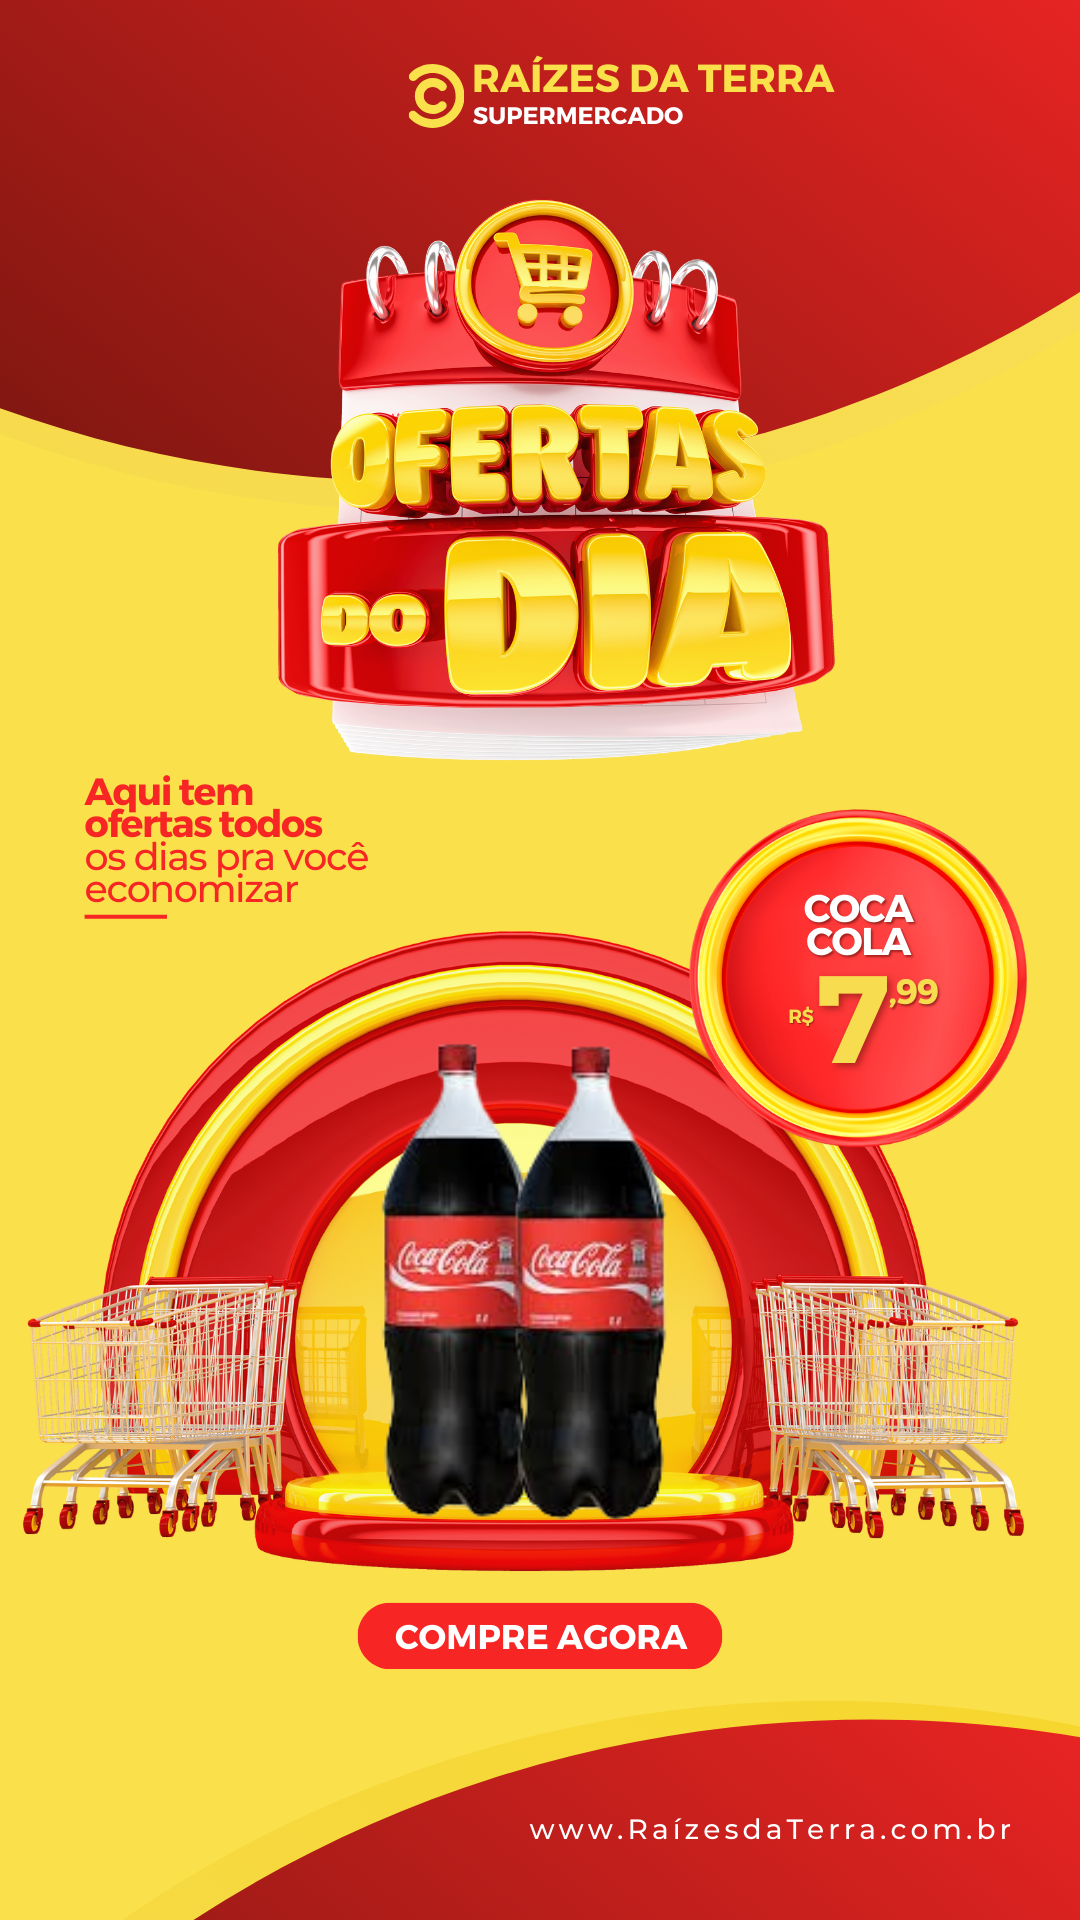 RAÍZES DA TERRA
SUPERMERCADO
OFERTAS
DO DIA
Aqui tem
ofertas todos
os dias pra você
economizar
COCA
COLA
R$ 7,99
Coca-Cola Coca-Cola
COMPRE AGORA
www.RaízesdaTerra.com.br